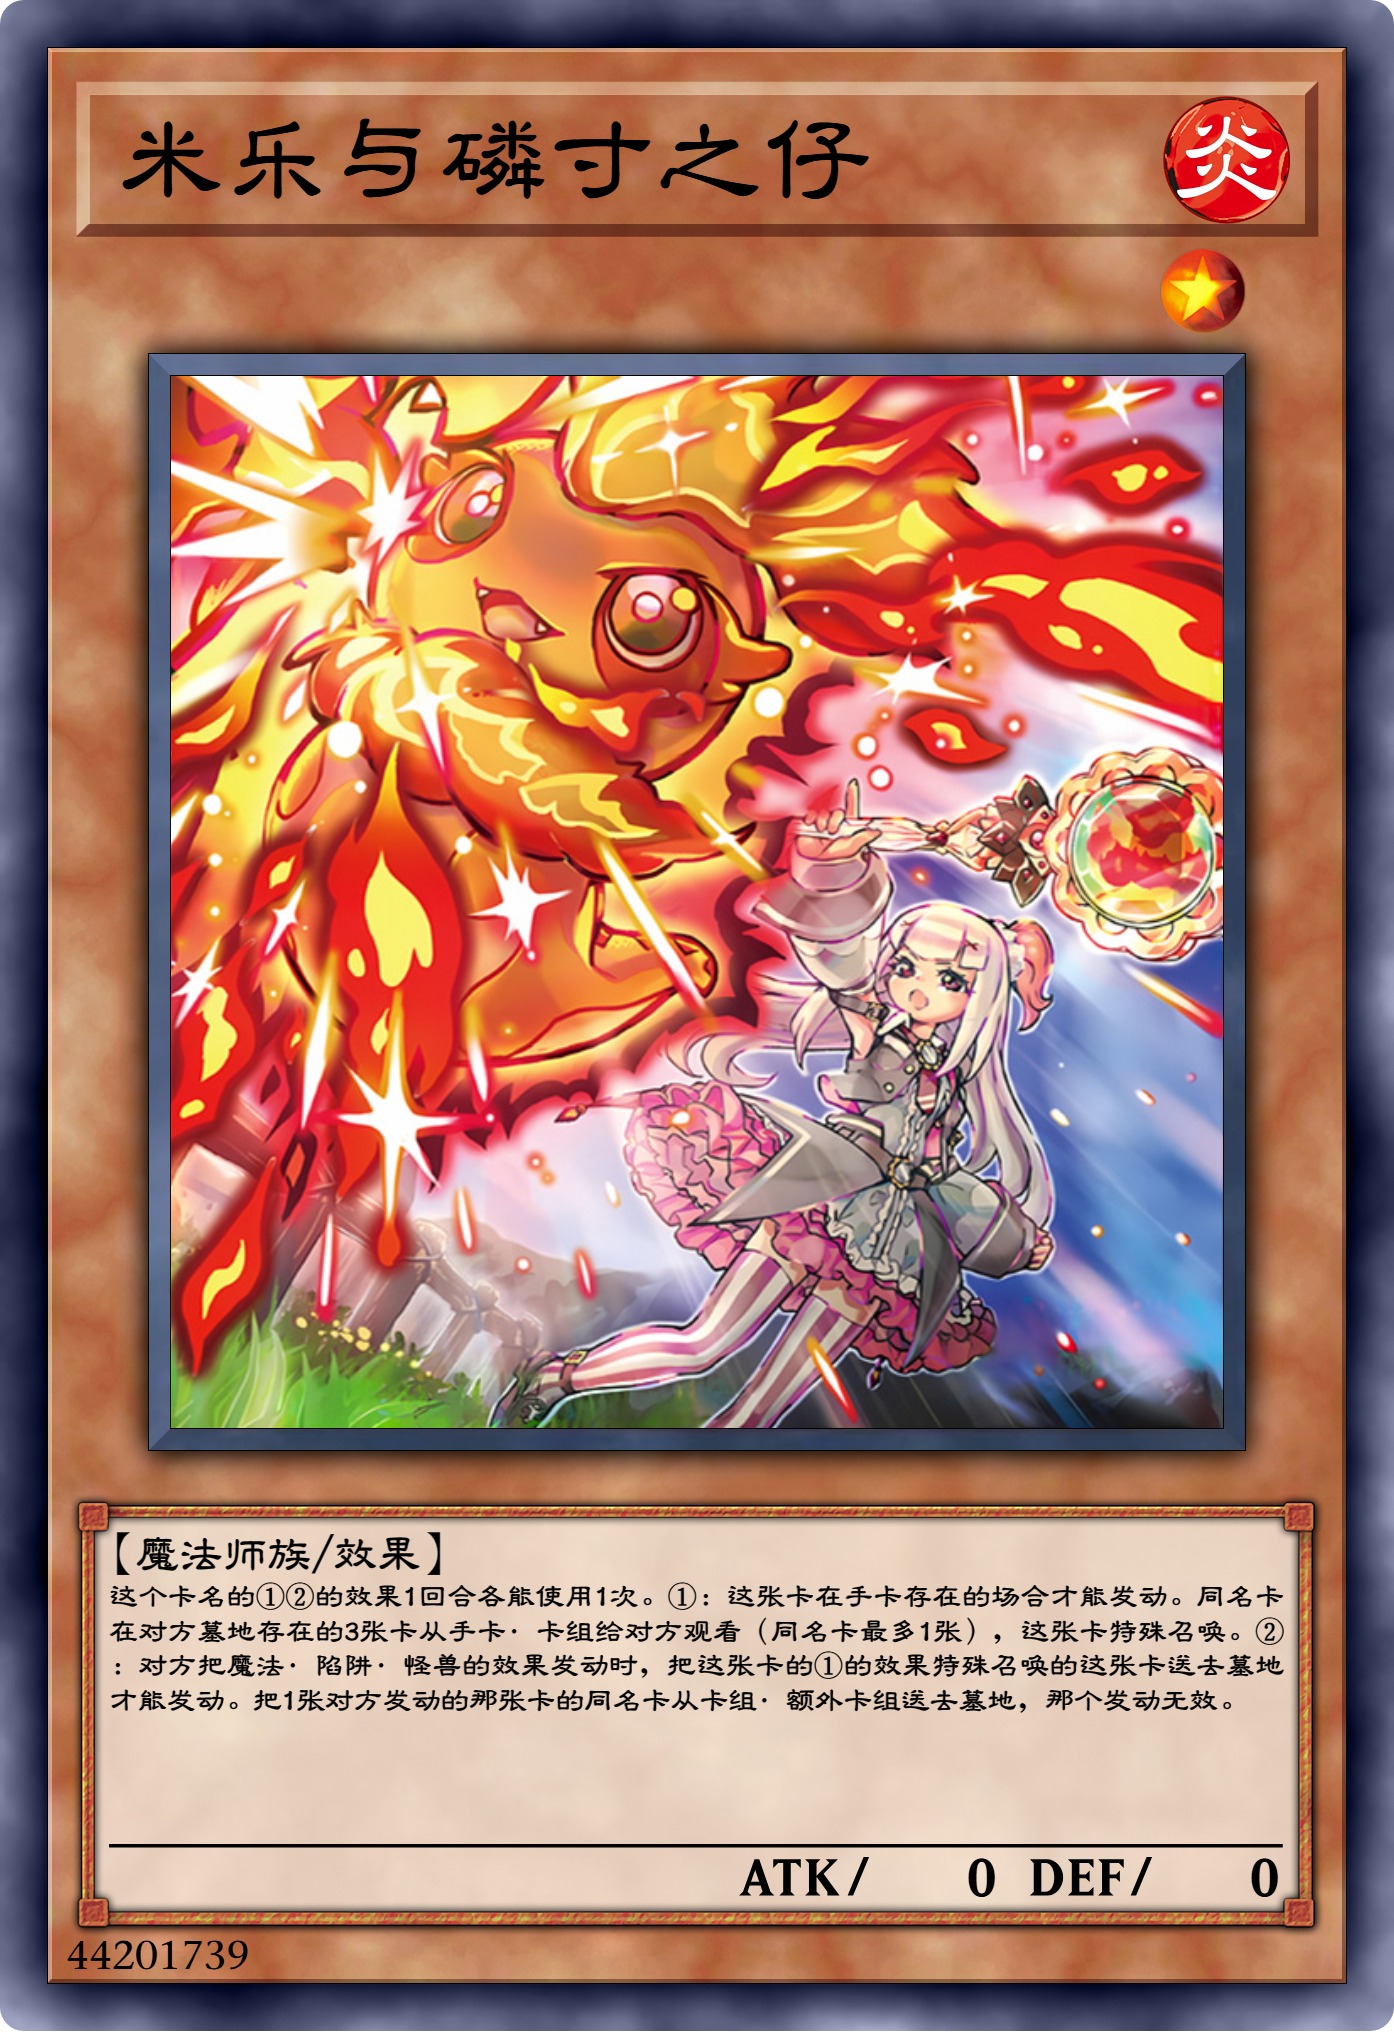 米乐与磷寸之仔
炎
【魔法师族/效果】
这个卡名的①②的效果1回合各能使用1次。①：这张卡在手卡存在的场合才能发动。同名卡
在对方墓地存在的3张卡从手卡·卡组给对方观看（同名卡最多1张），这张卡特殊召唤。②
：对方把魔法·陷阱·怪兽的效果发动时，把这张卡的①的效果特殊召唤的这张卡送去墓地
才能发动。把1张对方发动的那张卡的同名卡从卡组·额外卡组送去墓地，那个发动无效。
ATK/ 0 DEF/ 0
44201739